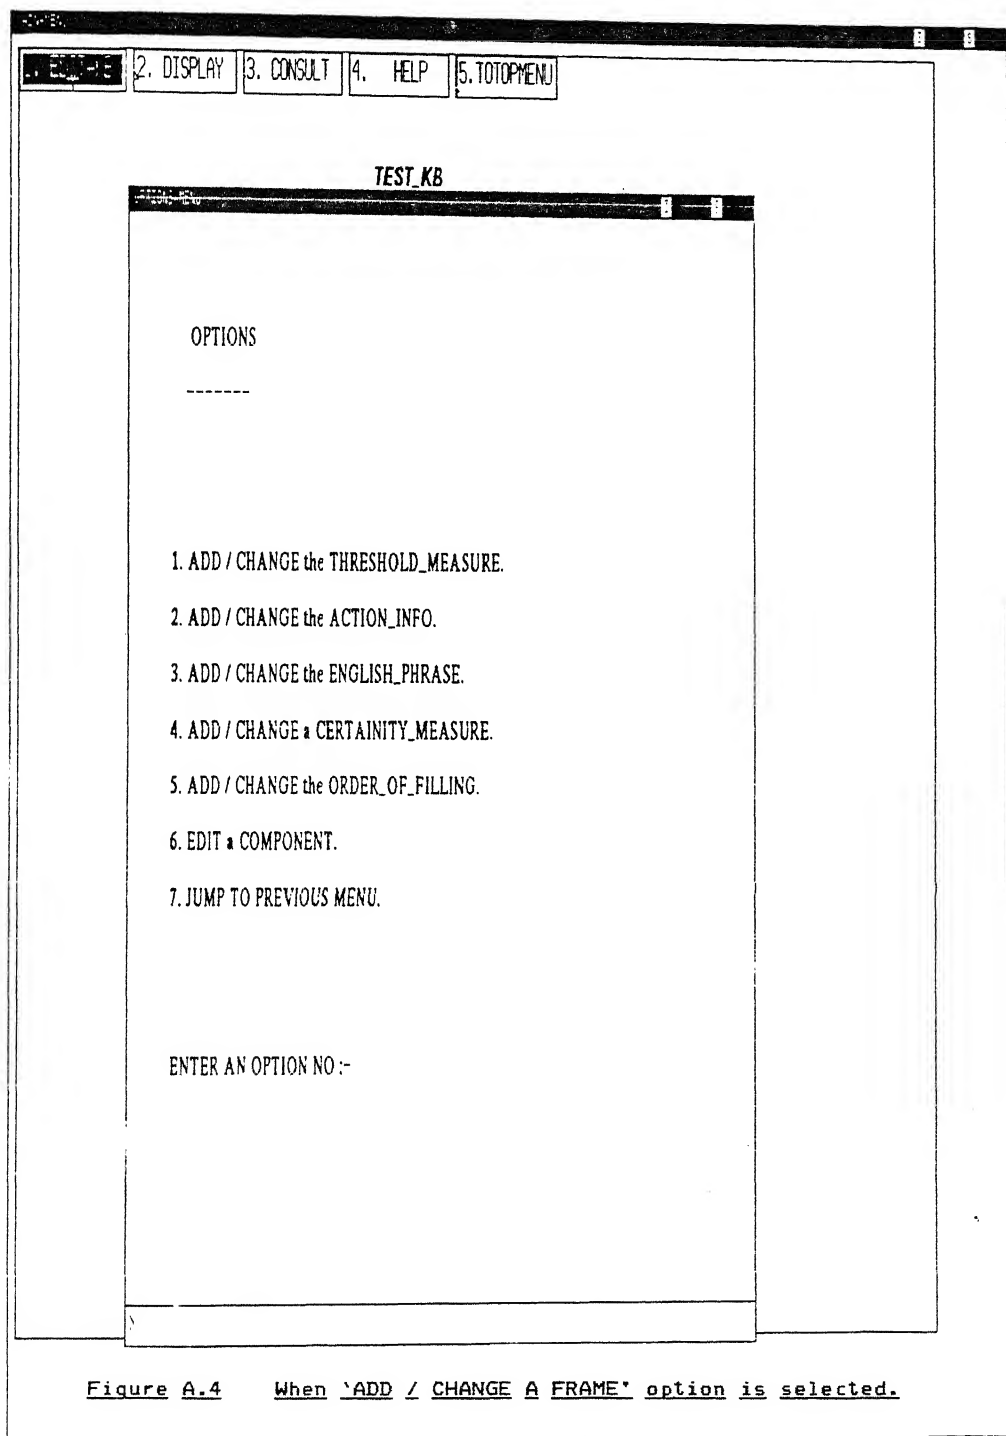 2. DISPLAY 3. CONSULT 4. HELP 5. TOTOPMENU
TEST_KB
OPTIONS
-------
1. ADD / CHANGE the THRESHOLD_MEASURE.
2. ADD / CHANGE the ACTION_INFO.
3. ADD / CHANGE the ENGLISH_PHRASE.
4. ADD / CHANGE a CERTAINITY_MEASURE.
5. ADD / CHANGE the ORDER_OF_FILLING.
6. EDIT a COMPONENT.
7. JUMP TO PREVIOUS MENU.
ENTER AN OPTION NO :-
Figure A.4 When `ADD / CHANGE A FRAME' option is selected.